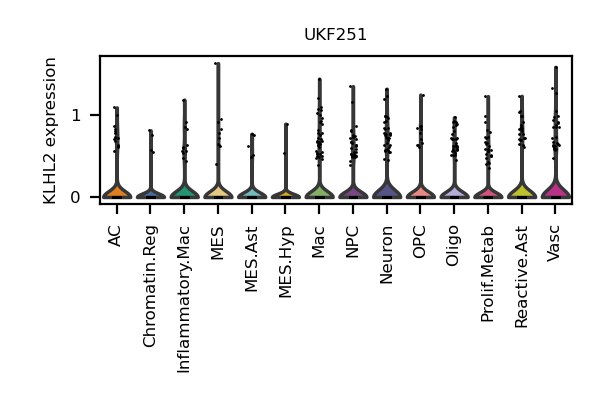 UKF251
KLHL2 expression
1
0
AC
Chromatin.Reg
Inflammatory.Mac
MES
MES.Ast
MES.Hyp
Mac
NPC
Neuron
OPC
Oligo
Prolif.Metab
Reactive.Ast
Vasc